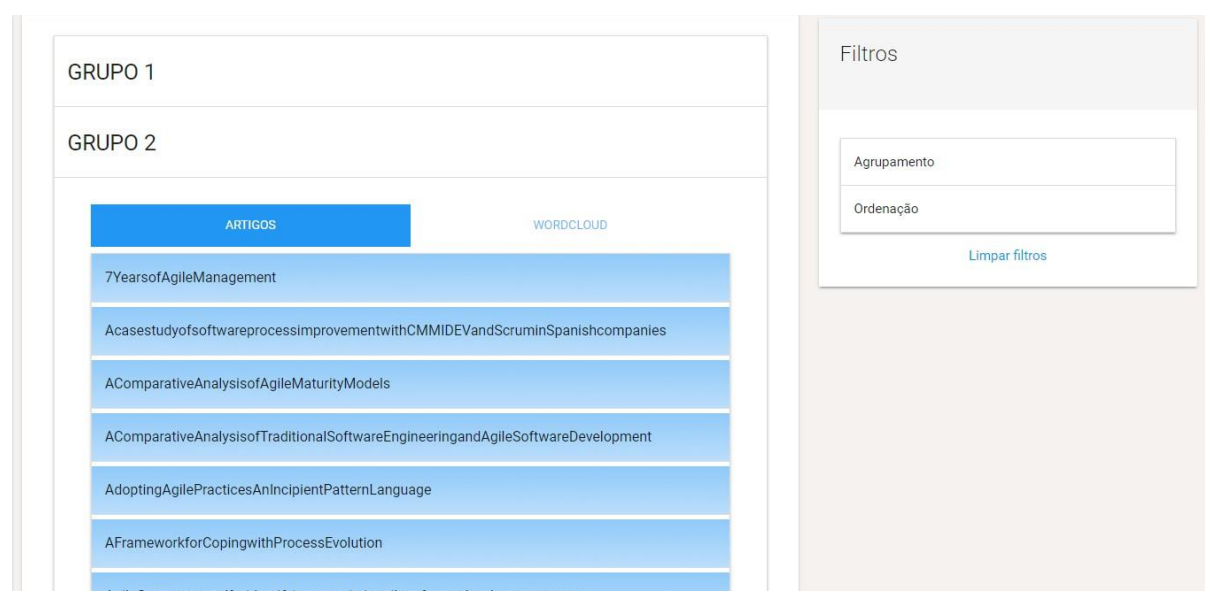 GRUPO 1
GRUPO 2
ARTIGOS
WORDCLOUD
7YearsofAgileManagement
AcasestudyofsoftwareprocessimprovementwithCMMIDEVandScruminSpanishcompanies
AComparativeAnalysisofAgileMaturityModels
AComparativeAnalysisofTraditionalSoftwareEngineeringandAgileSoftwareDevelopment
AdoptingAgilePracticesAnIncipientPatternLanguage
AFrameworkforCopingwithProcessEvolution
Filtros
Agrupamento
Ordenação
Limpar filtros